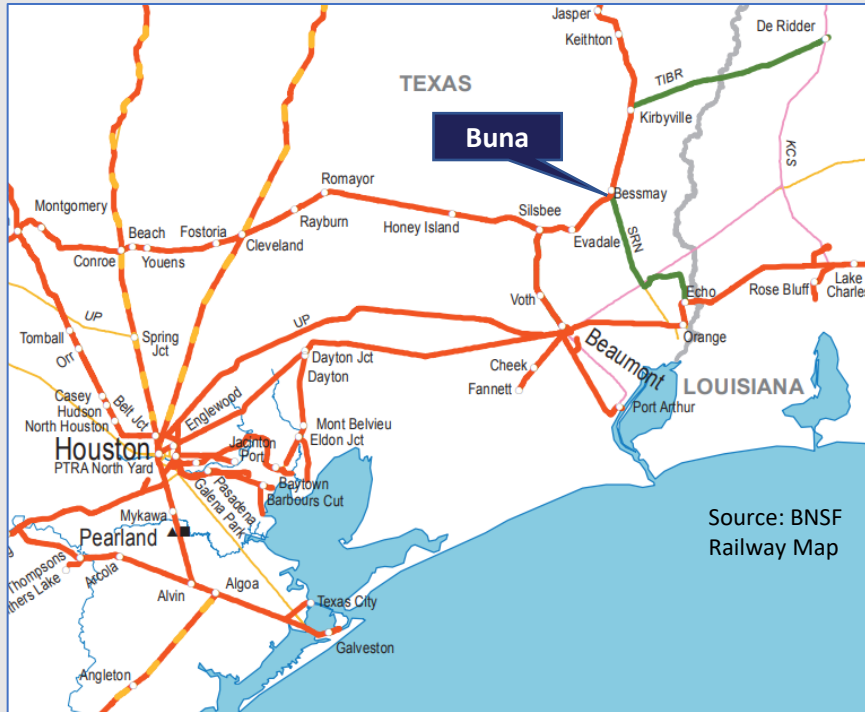 Jasper
Keithton
De Ridder
TEXAS
TIBR
Kirbyville
Buna
KCS
Bessmay
Romayor
Montgomery
Rayburn
Honey Island
Silsbee
Beach
Fostoria
Evadale
SRN
Conroe
Youens
Cleveland
Lake
Charles
Rose Bluff
Echo
Voth
UP
UP
Spring
Jct
Tomball
Orr
Orange
Beaumont
Dayton Jct
Dayton
Cheek
Fannett
LOUISIANA
Casey
Hudson
North Houston
Belt Jct
Englewood
Port Arthur
Mont Belvieu
Eldon Jct
Houston
PTRA North Yard
Jacinton
Port
Baytown
Barbours Cut
Pasadena
Galena Park
Mykawa
Pearland
Source: BNSF
Railway Map
Thompsons
thers Lake
Arcola
Alvin
Algoa
Texas City
Galveston
Angleton